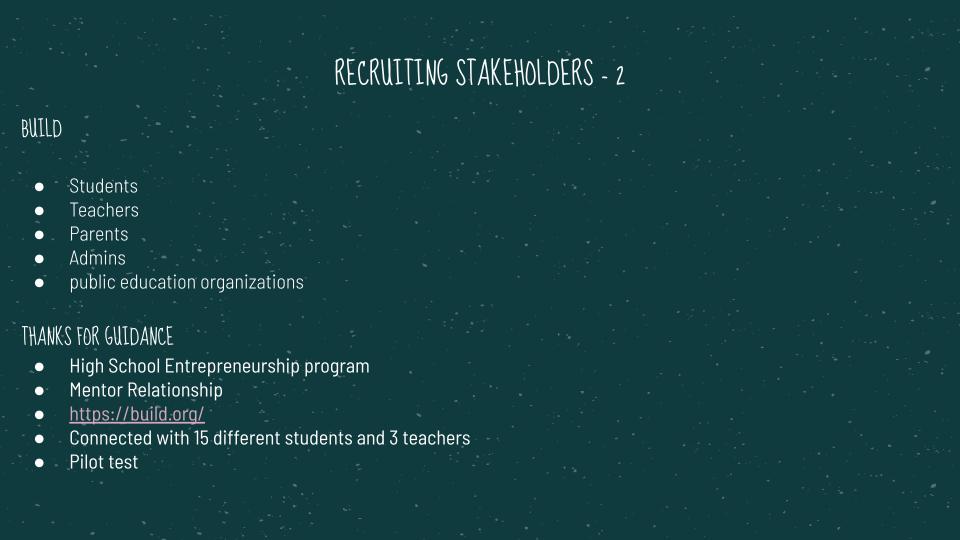 RECRUITING STAKEHOLDERS - 2
BUILD
● Students
● Teachers
● Parents
● Admins
● public education organizations
THANKS FOR GUIDANCE
● High School Entrepreneurship program
● Mentor Relationship
● https://build.org/
● Connected with 15 different students and 3 teachers
● Pilot test